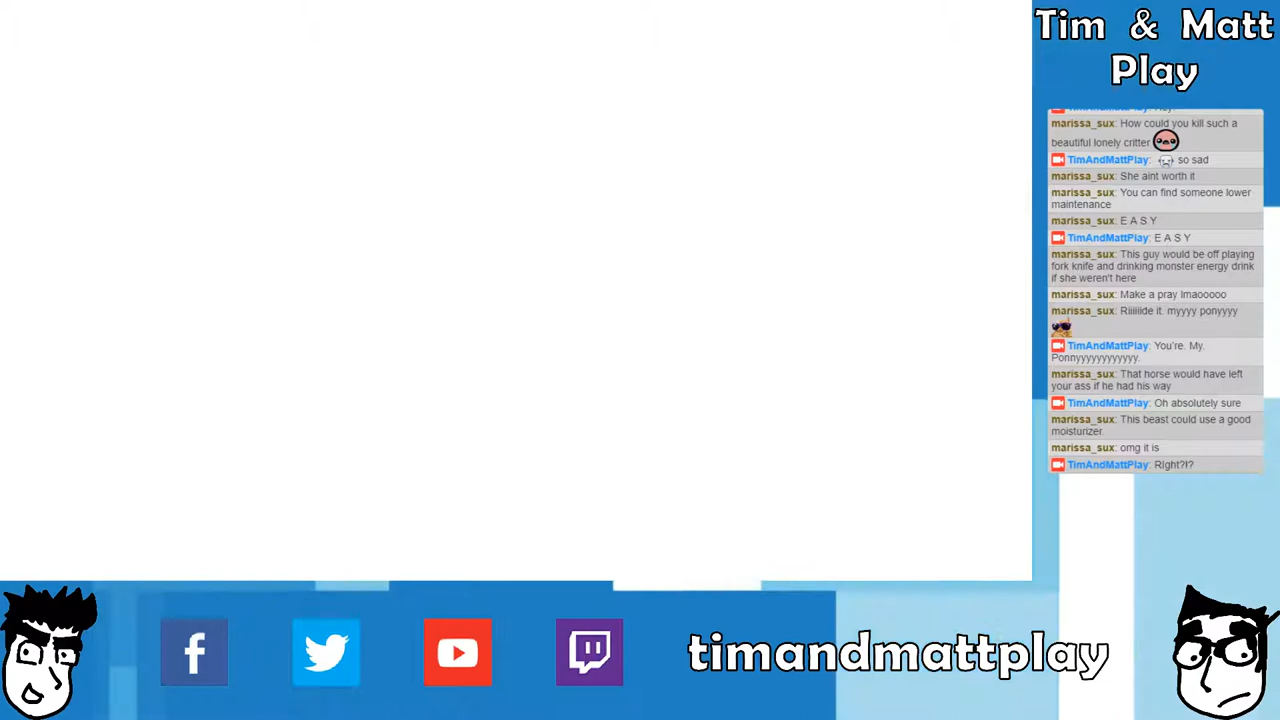 Tim & Matt
Play
TimAndMattPlay: Hey!
marissa_sux: How could you kill such a
beautiful lonely critter
TimAndMattPlay: so sad
marissa_sux: She aint worth it
marissa_sux: You can find someone lower
maintenance
marissa_sux: E A S Y
TimAndMattPlay: E A S Y
marissa_sux: This guy would be off playing
fork knife and drinking monster energy drink
if she weren't here
marissa_sux: Make a pray lmaooooo
marissa_sux: Riiiiiide it. myyyy ponyyyy
TimAndMattPlay: You're. My.
Ponnyyyyyyyyyyyy.
marissa_sux: That horse would have left
your ass if he had his way
TimAndMattPlay: Oh absolutely sure
marissa_sux: This beast could use a good
moisturizer.
marissa_sux: omg it is
TimAndMattPlay: RIght?!?
timandmattplay